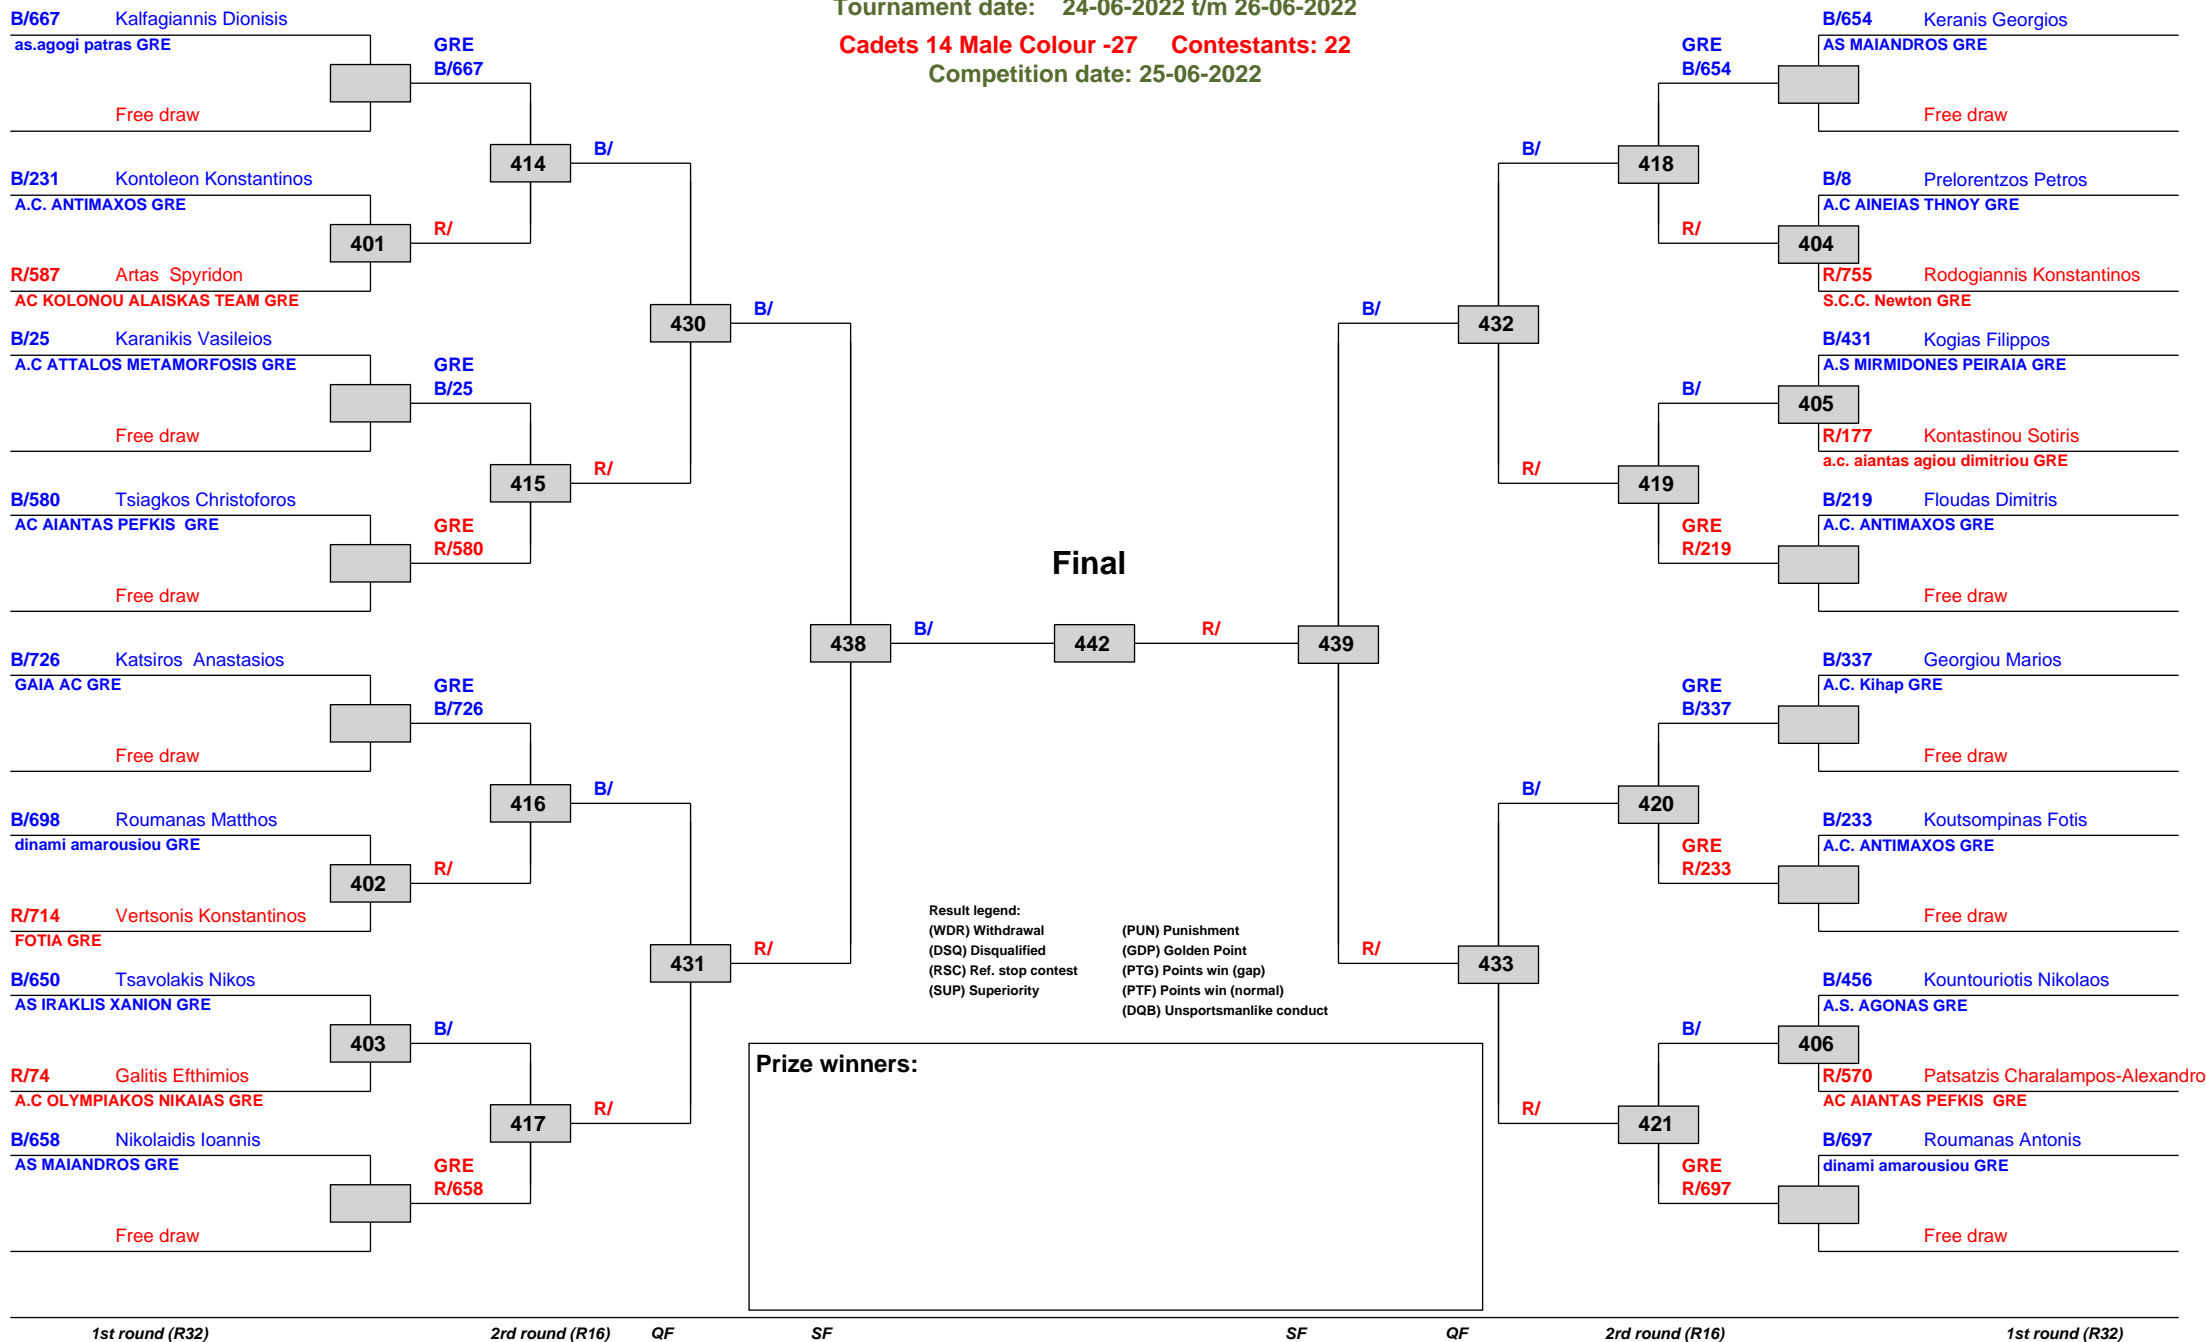 Tournament date: 24-06-2022 t/m 26-06-2022
Cadets 14 Male Colour -27 Contestants: 22
Competition date: 25-06-2022
B/667 Kalfagiannis Dionisis
as.agogi patras GRE
GRE
B/667
Free draw
414
B/
B/231 Kontoleon Konstantinos
A.C. ANTIMAXOS GRE
401
R/
R/587 Artas Spyridon
AC KOLONOU ALAISKAS TEAM GRE
430
B/
B/25 Karanikis Vasileios
A.C ATTALOS METAMORFOSIS GRE
GRE
B/25
Free draw
415
R/
B/580 Tsiagkos Christoforos
AC AIANTAS PEFKIS GRE
GRE
R/580
Free draw
438
B/
B/726 Katsiros Anastasios
GAIA AC GRE
GRE
B/726
Free draw
416
B/
B/698 Roumanas Matthos
dinami amarousiou GRE
402
R/
R/714 Vertsonis Konstantinos
FOTIA GRE
431
R/
B/650 Tsavolakis Nikos
AS IRAKLIS XANION GRE
403
B/
R/74 Galitis Efthimios
A.C OLYMPIAKOS NIKAIAS GRE
417
R/
B/658 Nikolaidis Ioannis
AS MAIANDROS GRE
GRE
R/658
Free draw
Final
442
R/
439
B/654 Keranis Georgios
AS MAIANDROS GRE
GRE
B/654
Free draw
B/
418
B/8 Prelorentzos Petros
A.C AINEIAS THNOY GRE
R/
404
R/755 Rodogiannis Konstantinos
S.C.C. Newton GRE
B/
432
B/431 Kogias Filippos
A.S MIRMIDONES PEIRAIA GRE
B/
405
R/177 Kontastinou Sotiris
a.c. aiantas agiou dimitriou GRE
R/
419
B/219 Floudas Dimitris
A.C. ANTIMAXOS GRE
GRE
R/219
Free draw
B/337 Georgiou Marios
A.C. Kihap GRE
GRE
B/337
Free draw
B/
420
B/233 Koutsompinas Fotis
A.C. ANTIMAXOS GRE
GRE
R/233
Free draw
R/
433
B/456 Kountouriotis Nikolaos
A.S. AGONAS GRE
B/
406
R/570 Patsatzis Charalampos-Alexandro
AC AIANTAS PEFKIS GRE
R/
421
B/697 Roumanas Antonis
dinami amarousiou GRE
GRE
R/697
Free draw
Result legend:
(WDR) Withdrawal (PUN) Punishment
(DSQ) Disqualified (GDP) Golden Point
(RSC) Ref. stop contest (PTG) Points win (gap)
(SUP) Superiority (PTF) Points win (normal)
(DQB) Unsportsmanlike conduct
Prize winners:
1st round (R32) 2rd round (R16) QF SF SF QF 2rd round (R16) 1st round (R32)